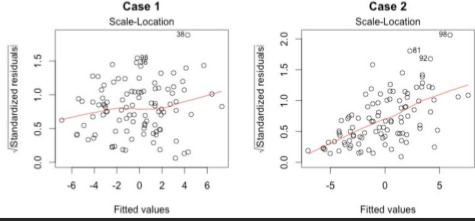 Case 1
Scale-Location
38
98
36
√|Standardized residuals|
0.0 0.5 1.0 1.5
-6 -4 -2 0 2 4 6
Fitted values
Case 2
Scale-Location
98
81
92
√|Standardized residuals|
0.0 0.5 1.0 1.5 2.0
-5 0 5
Fitted values